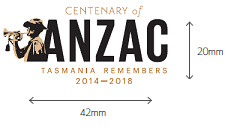 CENTENARY of
ANZAC
TASMANIA REMEMBERS
2014—2018
20mm
42mm